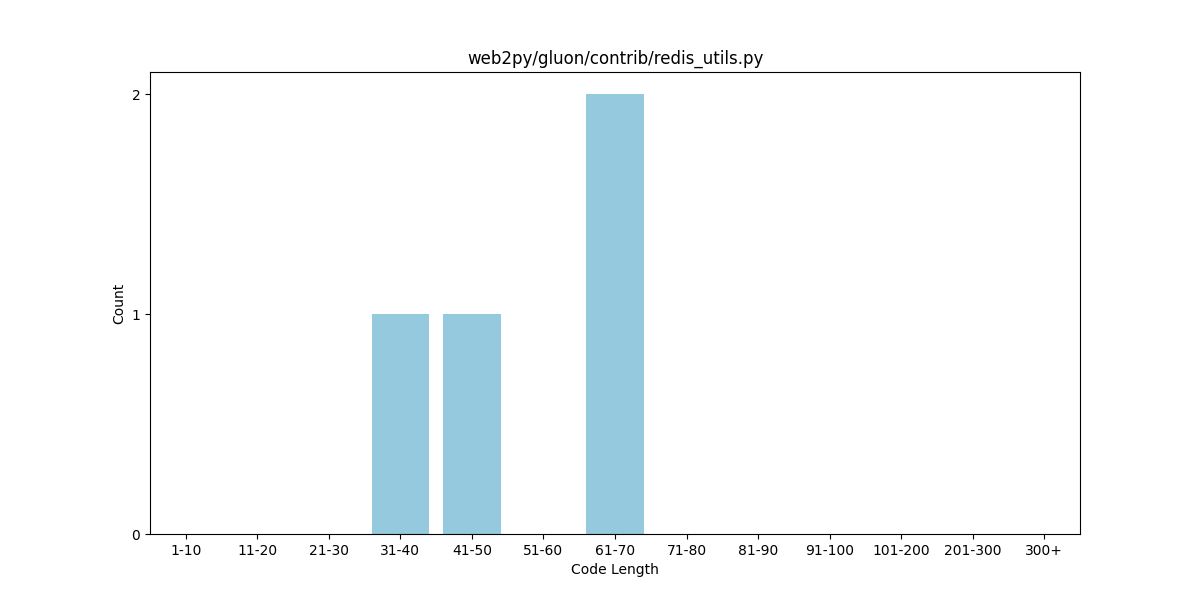 web2py/gluon/contrib/redis_utils.py
2
1
0
Count
1-10 11-20 21-30 31-40 41-50 51-60 61-70 71-80 81-90 91-100 101-200 201-300 300+
Code Length